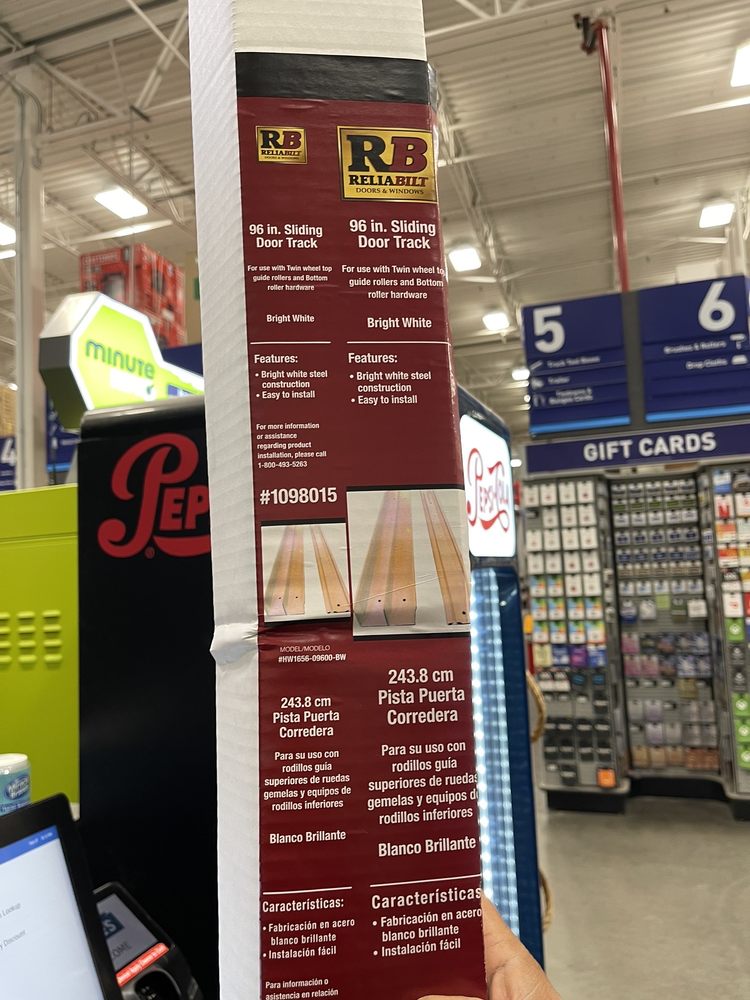 RB
RELIABILT
DOORS & WINDOWS
96 in. Sliding
Door Track
For use with Twin wheel top
guide rollers and Bottom
roller hardware
Bright White
Features:
• Bright white steel
construction
• Easy to install
For more information
or assistance
regarding product
installation, please call
1-800-493-5263
#1098015
MODEL/MODELO
#HW1656-09600-BW
243.8 cm
Pista Puerta
Corredera
Para su uso con
rodillos guía
superiores de ruedas
gemelas y equipos de
rodillos inferiores
Blanco Brillante
Características:
• Fabricación en acero
blanco brillante
• Instalación fácil
Para información o
asistencia en relación
RB
RELIABILT
DOORS & WINDOWS
96 in. Sliding
Door Track
For use with Twin wheel top
guide rollers and Bottom
roller hardware
Bright White
Features:
• Bright white steel
construction
• Easy to install
243.8 cm
Pista Puerta
Corredera
Para su uso con
rodillos guía
superiores de ruedas
gemelas y equipos d
rodillos inferiores
Blanco Brillante
Características
• Fabricación en acero
blanco brillante
• Instalación fácil
minute
PEP
PEPSI
4
5
6
GIFT CARDS
Lookup
Discount